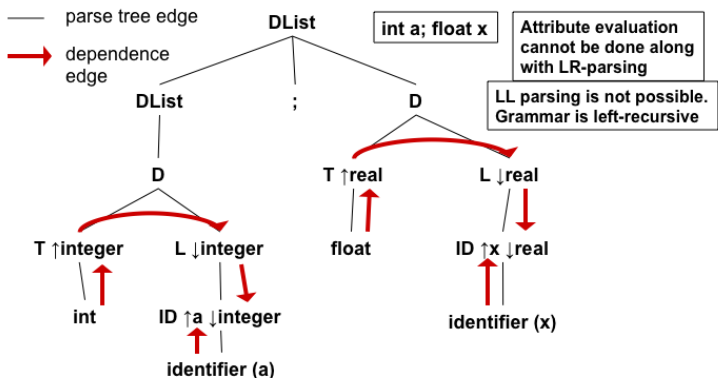 parse tree edge
dependence
edge
DList
int a; float x
Attribute evaluation
cannot be done along
with LR-parsing
LL parsing is not possible.
Grammar is left-recursive
DList
;
D
D
T ↑real
L ↓real
T ↑integer
L ↓integer
float
ID ↑x ↓real
int
ID ↑a ↓integer
identifier (x)
identifier (a)